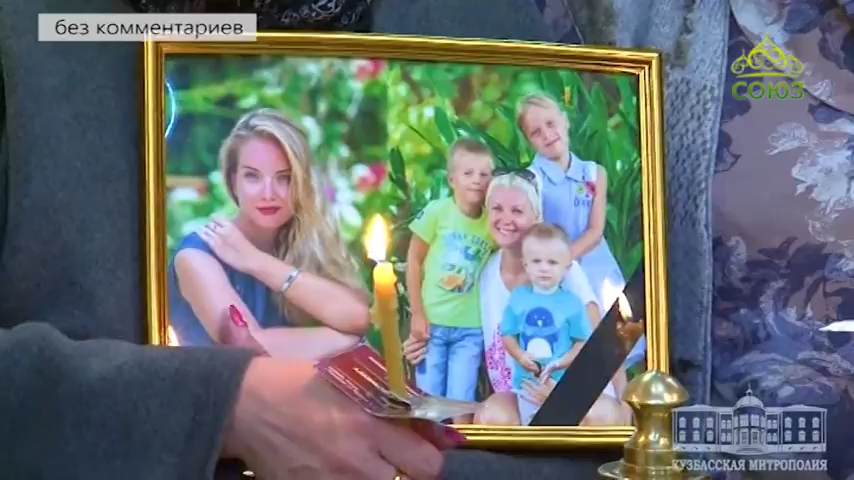 без комментариев
СОЮЗ
КУЗБАССКАЯ МИТРОПОЛИЯ